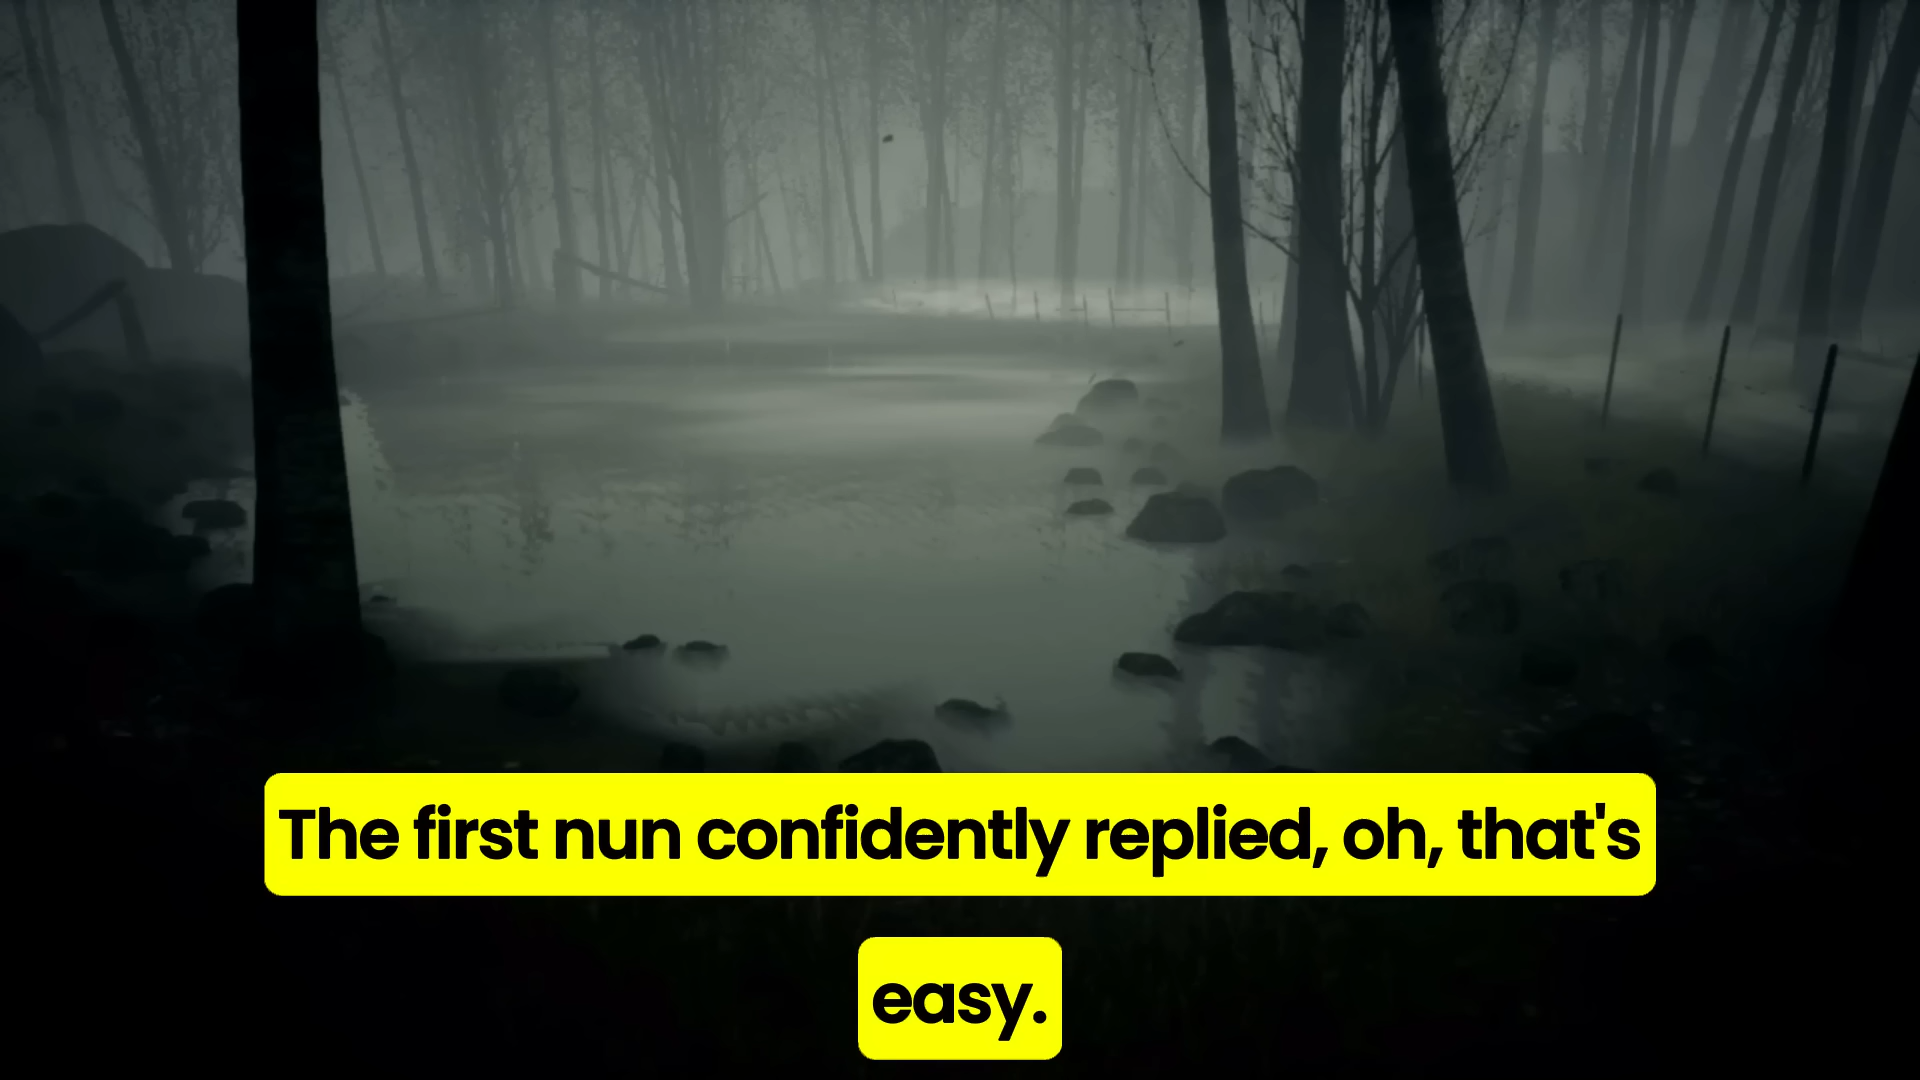 The first nun confidently replied, oh, that's
easy.